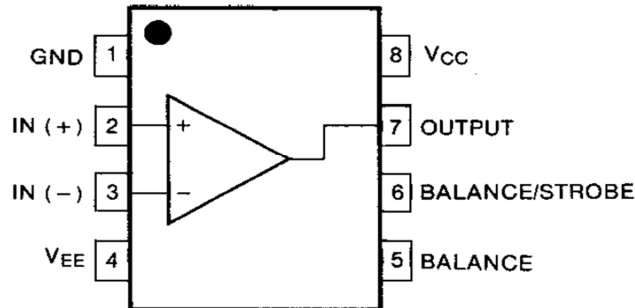 GND 1 8 VCC
IN (+) 2 + 7 OUTPUT
IN (−) 3 − 6 BALANCE/STROBE
VEE 4 5 BALANCE